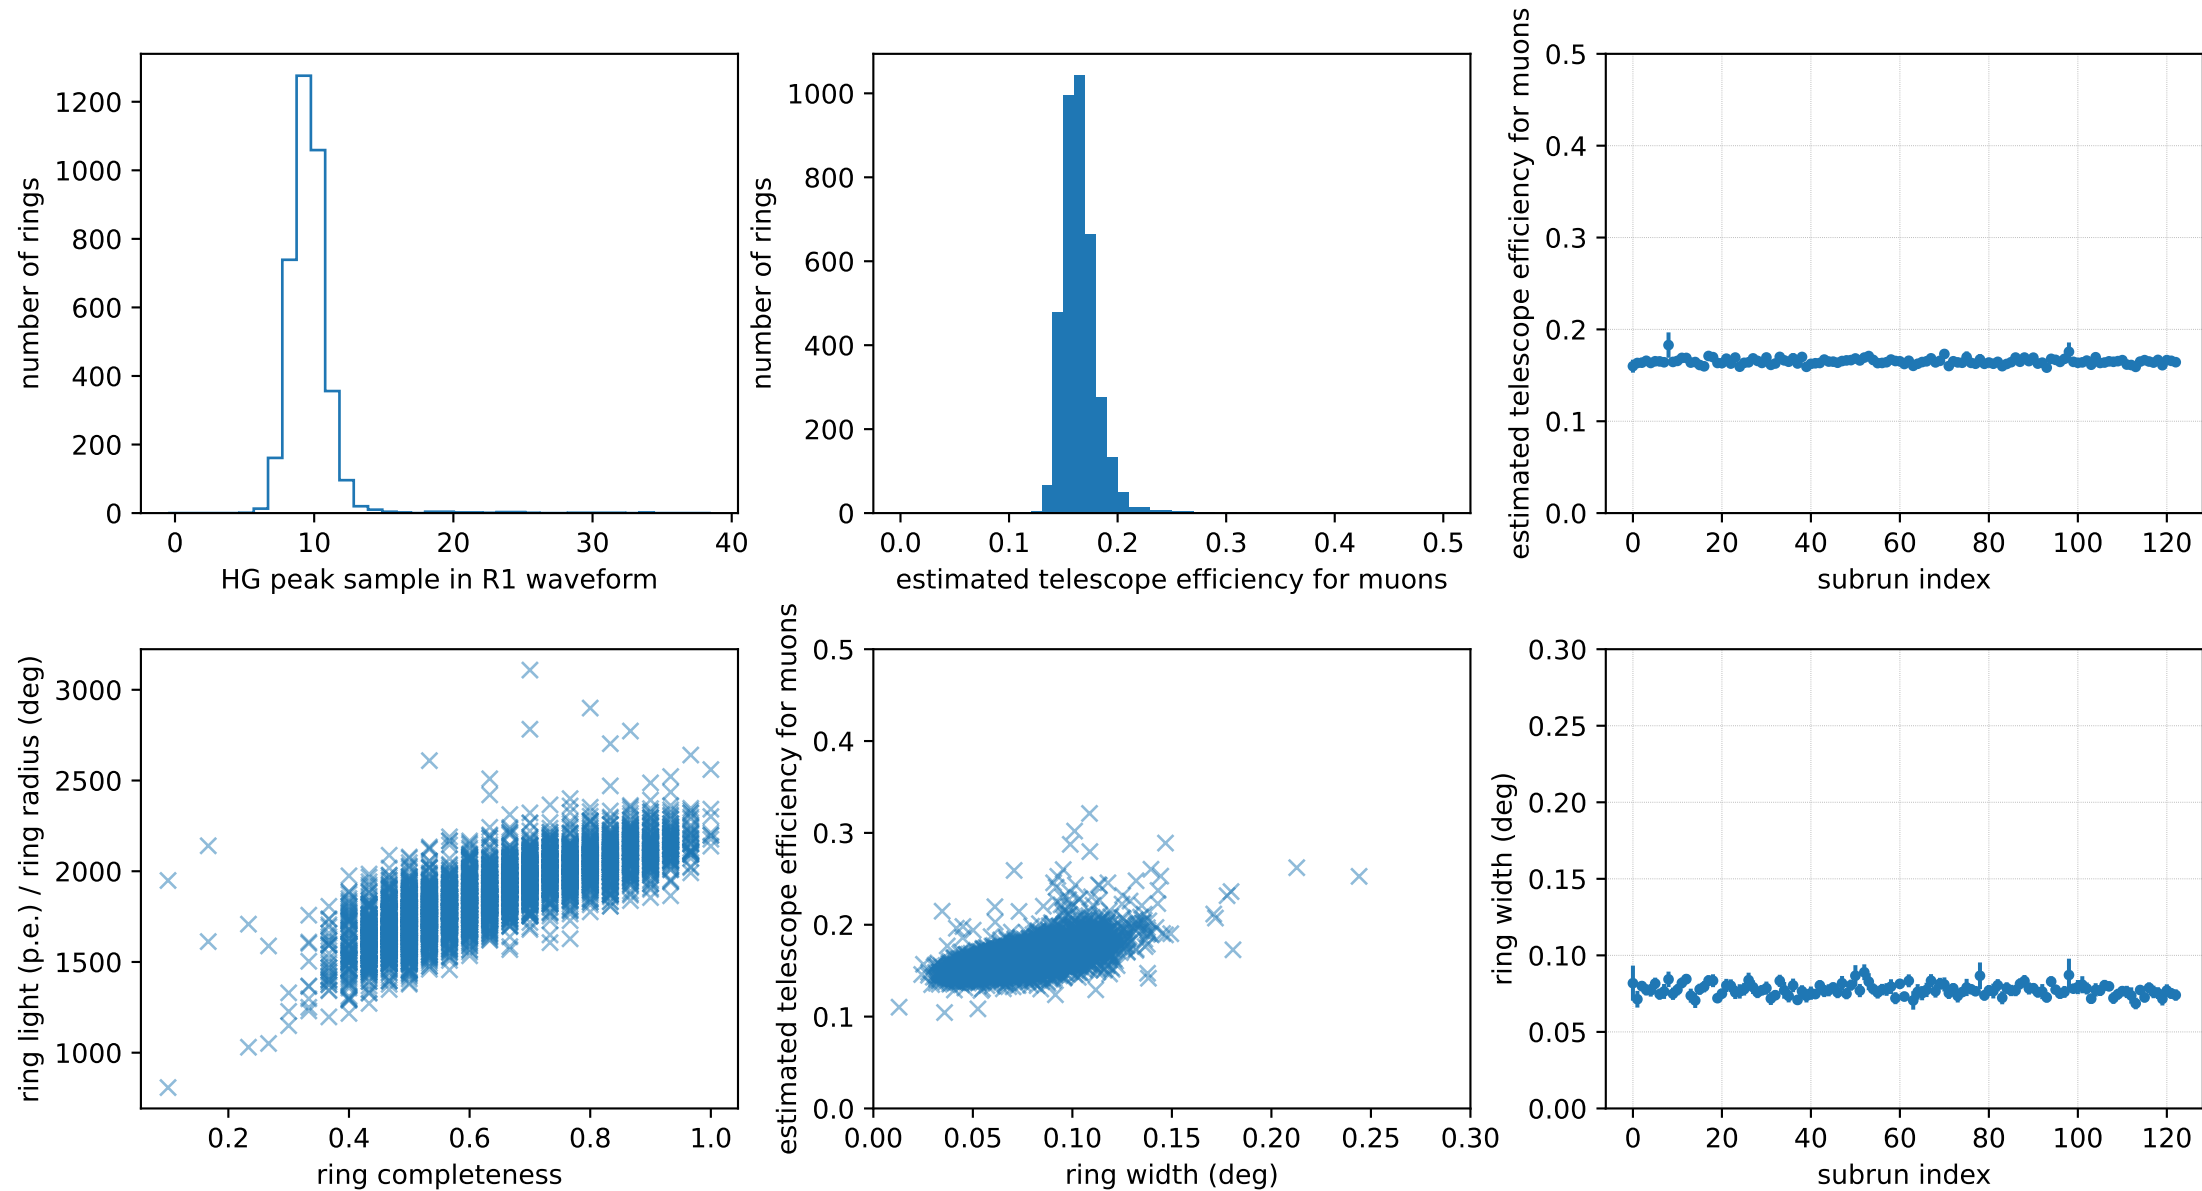 number of rings
1200
1000
800
600
400
200
0
0 10 20 30 40
HG peak sample in R1 waveform
number of rings
1000
800
600
400
200
0
0.0 0.1 0.2 0.3 0.4 0.5
estimated telescope efficiency for muons
estimated telescope efficiency for muons
0.5
0.4
0.3
0.2
0.1
0.0
0 20 40 60 80 100 120
subrun index
ring light (p.e.) / ring radius (deg)
3000
2500
2000
1500
1000
0.2 0.4 0.6 0.8 1.0
ring completeness
estimated telescope efficiency for muons
0.5
0.4
0.3
0.2
0.1
0.0
0.00 0.05 0.10 0.15 0.20 0.25 0.30
ring width (deg)
ring width (deg)
0.30
0.25
0.20
0.15
0.10
0.05
0.00
0 20 40 60 80 100 120
subrun index